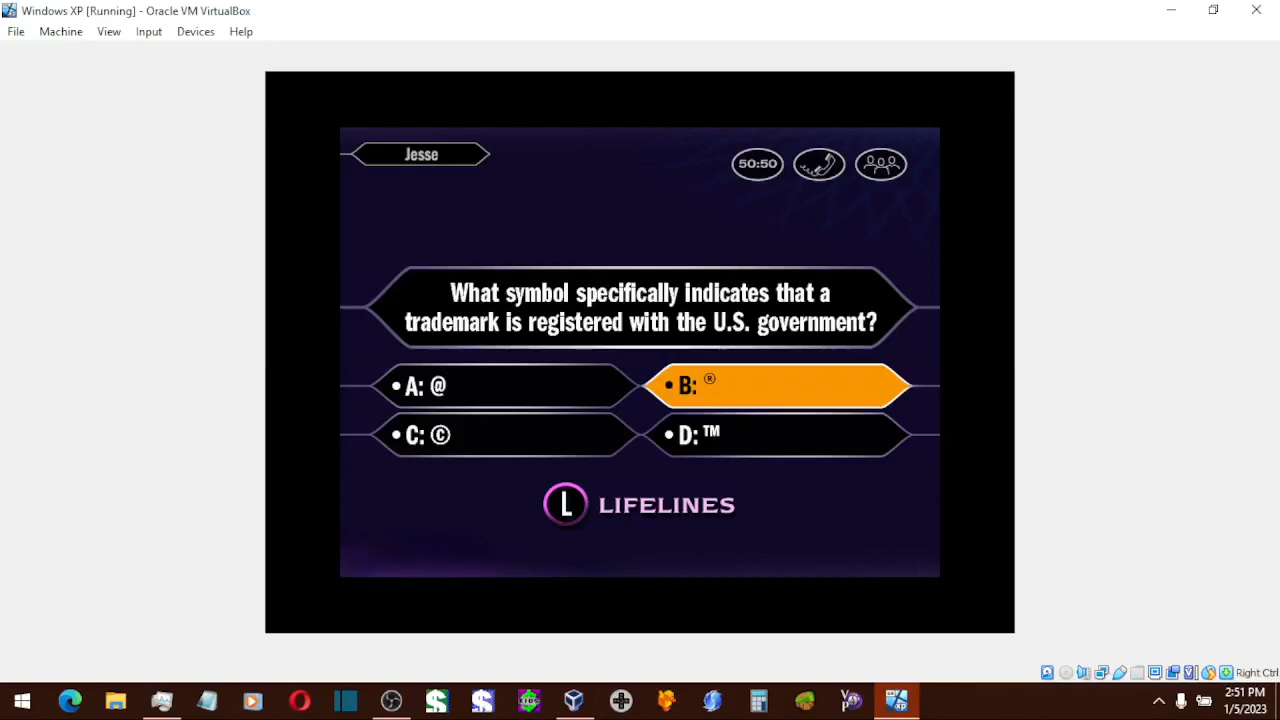 Windows XP [Running] - Oracle VM VirtualBox
File Machine View Input Devices Help
Jesse
50:50
What symbol specifically indicates that a
trademark is registered with the U.S. government?
• A: @
• B: ®
• C: ©
• D: ™
L LIFELINES
Right Ctrl
2:51 PM
1/5/2023